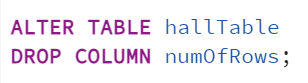 ALTER TABLE hallTable
DROP COLUMN numOfRows;